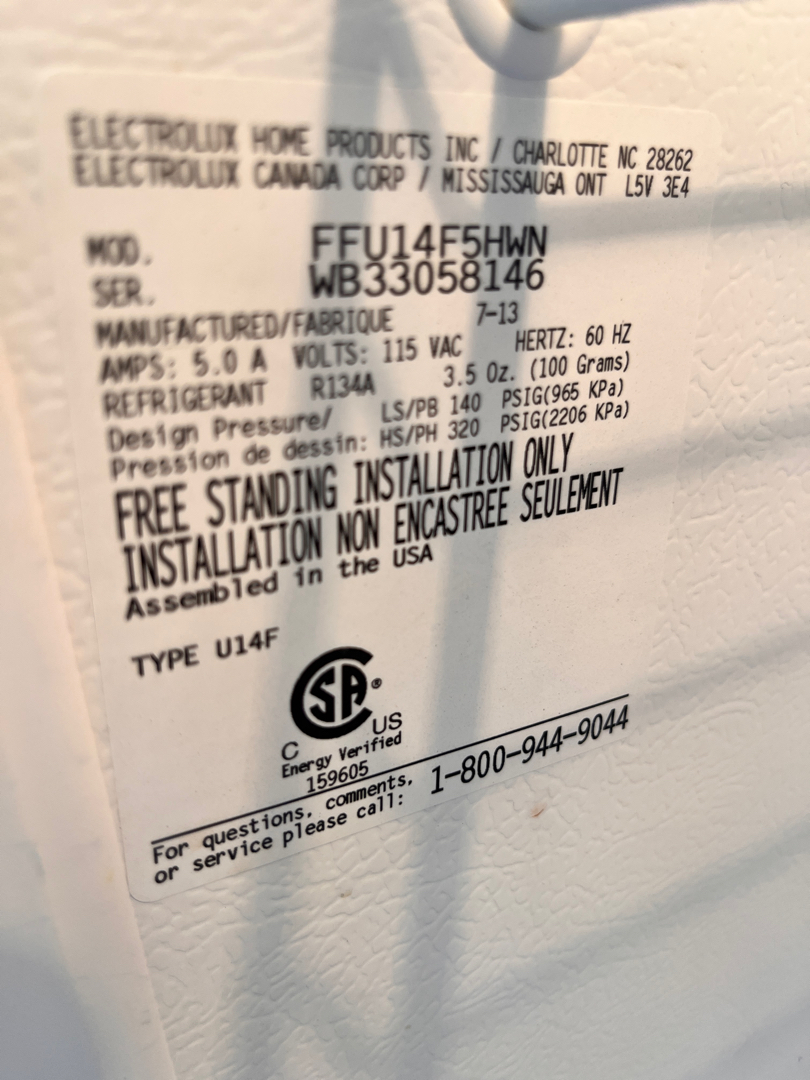 ELECTROLUX HOME PRODUCTS INC / CHARLOTTE NC 28262
ELECTROLUX CANADA CORP / MISSISSAUGA ONT L5V 3E4
MOD. FFU14F5HWN
SER. WB33058146
MANUFACTURED/FABRIQUE 7-13
AMPS: 5.0 A VOLTS: 115 VAC HERTZ: 60 HZ
REFRIGERANT R134A 3.5 Oz. (100 Grams)
Design Pressure/ LS/PB 140 PSIG(965 KPa)
Pression de dessin: HS/PH 320 PSIG(2206 KPa)
FREE STANDING INSTALLATION ONLY
INSTALLATION NON ENCASTREE SEULEMENT
Assembled in the USA
TYPE U14F
SA®
C US
Energy Verified
159605
For questions, comments,
or service please call: 1-800-944-9044